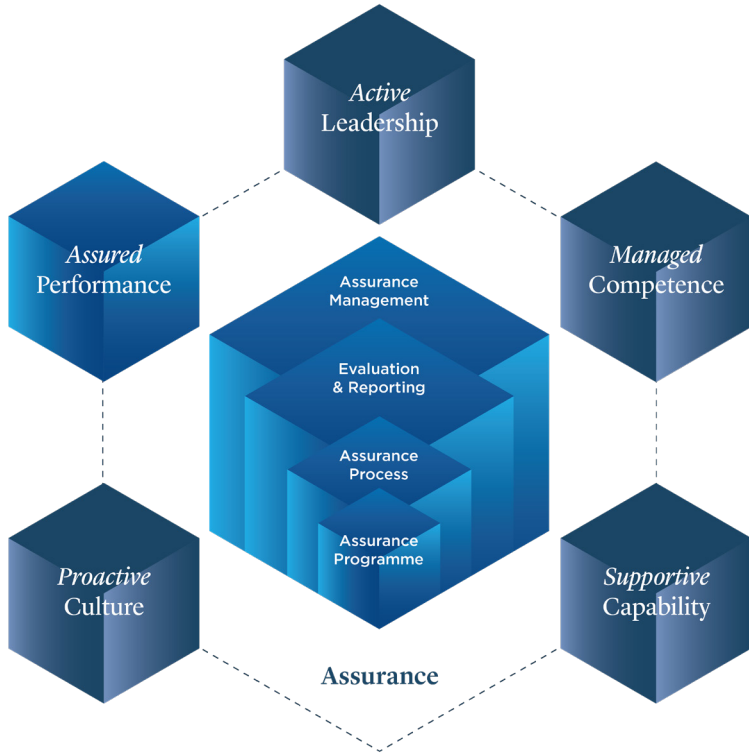 Active
Leadership
Assured
Performance
Managed
Competence
Assurance
Management
Evaluation
& Reporting
Assurance
Process
Assurance
Programme
Proactive
Culture
Supportive
Capability
Assurance